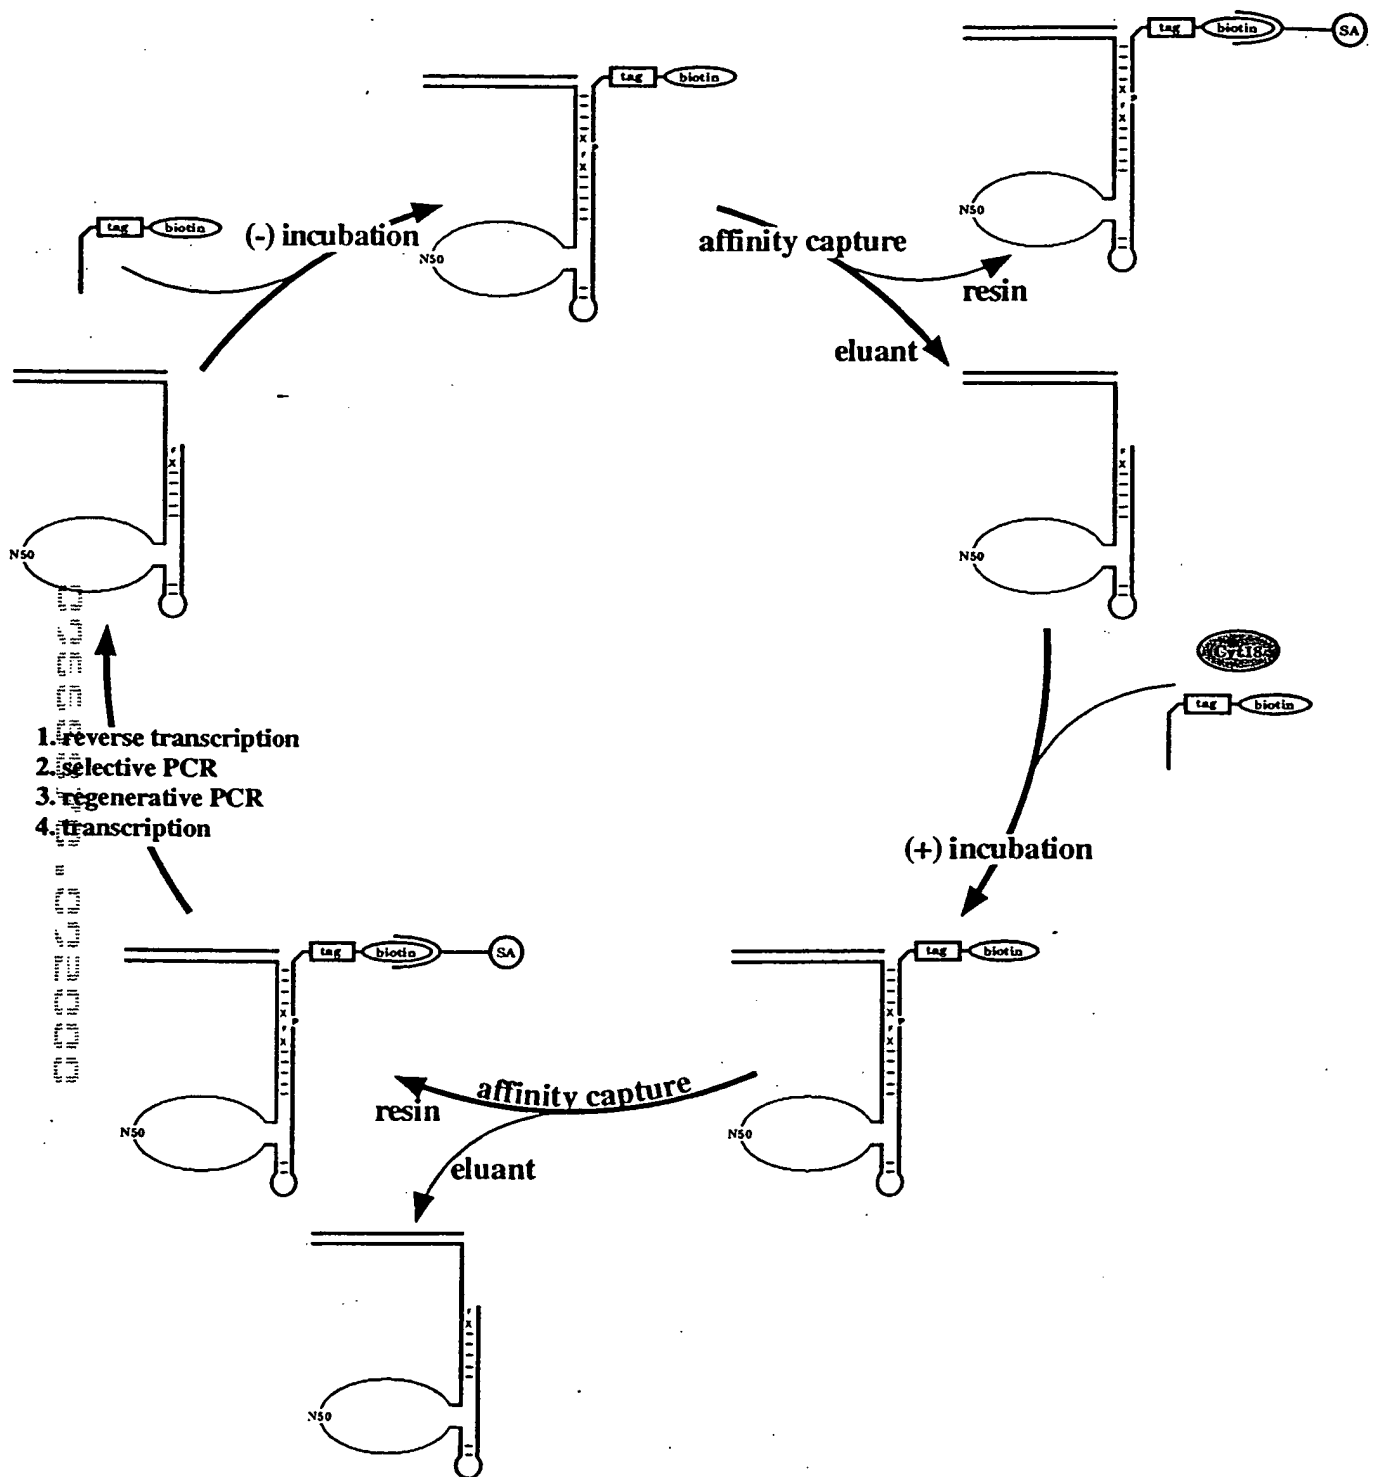 tag biotin SA
tag biotin
N50
tag biotin
(-) incubation
N50
affinity capture
resin
eluant
N50
N50
Cyt18
tag biotin
1. reverse transcription
2. selective PCR
3. regenerative PCR
4. transcription
(+) incubation
tag biotin SA
tag biotin
P
P
affinity capture
resin
N50
N50
eluant
N50